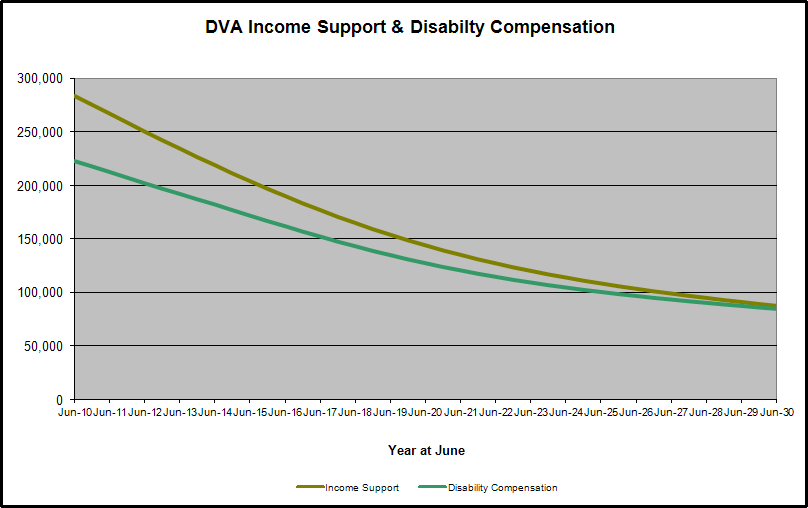 DVA Income Support & Disabilty Compensation
300,000
250,000
200,000
150,000
100,000
50,000
0
Jun-10 Jun-11 Jun-12 Jun-13 Jun-14 Jun-15 Jun-16 Jun-17 Jun-18 Jun-19 Jun-20 Jun-21 Jun-22 Jun-23 Jun-24 Jun-25 Jun-26 Jun-27 Jun-28 Jun-29 Jun-30
Year at June
Income Support Disability Compensation